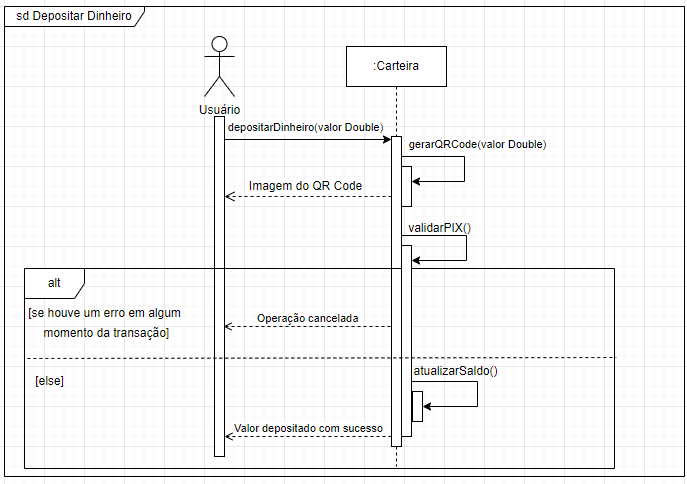 sd Depositar Dinheiro
:Carteira
Usuário
depositarDinheiro(valor Double)
gerarQRCode(valor Double)
Imagem do QR Code
validarPIX()
alt
[se houve um erro em algum
momento da transação]
Operação cancelada
[else]
atualizarSaldo()
Valor depositado com sucesso